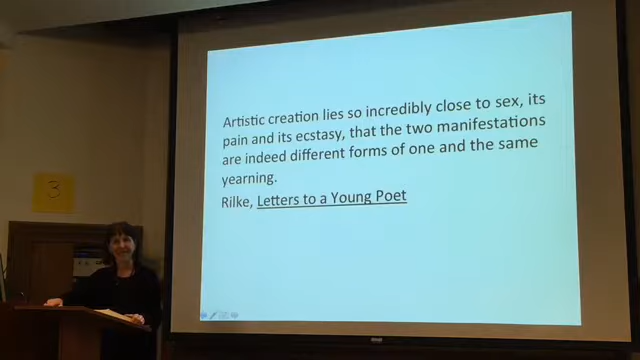 Artistic creation lies so incredibly close to sex, its
pain and its ecstasy, that the two manifestations
are indeed different forms of one and the same
yearning.
Rilke, Letters to a Young Poet
3